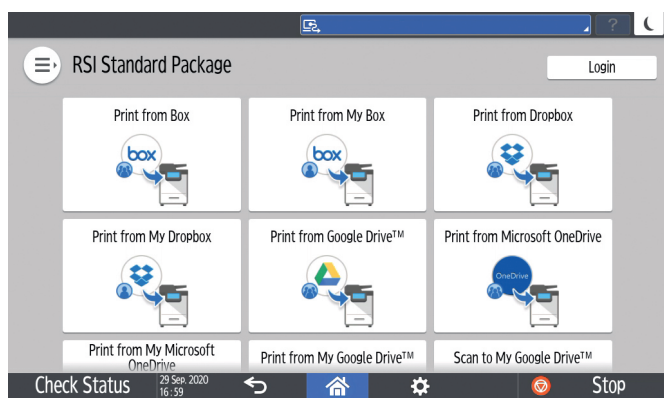 ?
RSI Standard Package
Login
Print from Box
Print from My Box
Print from Dropbox
box
box
Print from My Dropbox
Print from Google Drive™
Print from Microsoft OneDrive
OneDrive
Print from My Microsoft
OneDrive
Print from My Google Drive™
Scan to My Google Drive™
Check Status
29 Sep. 2020
16:59
Stop